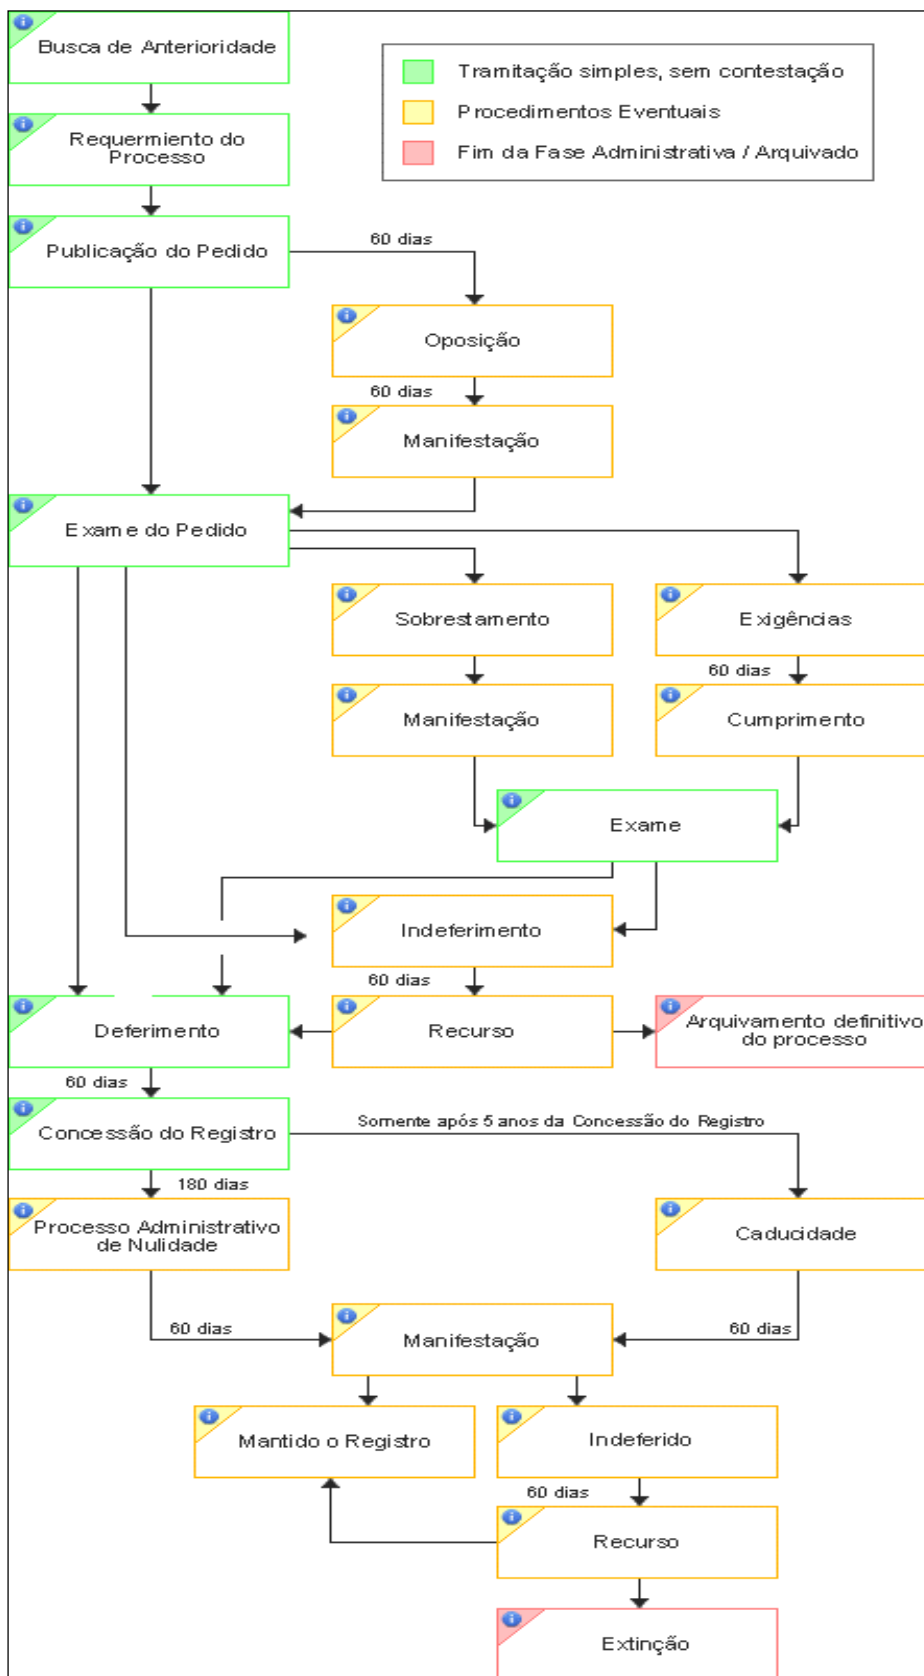 Busca de Anterioridade
Tramitação simples, sem contestação
Procedimentos Eventuais
Fim da Fase Administrativa / Arquivado
Requermiento do
Processo
Publicação do Pedido
60 dias
Oposição
60 dias
Manifestação
Exame do Pedido
Sobrestamento
Exigências
60 dias
Manifestação
Cumprimento
Exame
Indeferimento
60 dias
Deferimento
Recurso
Arquivamento definitivo
do processo
60 dias
Concessão do Registro
Somente após 5 anos da Concessão do Registro
180 dias
Processo Administrativo
de Nulidade
Caducidade
60 dias
Manifestação
60 dias
Mantido o Registro
Indeferido
60 dias
Recurso
Extinção